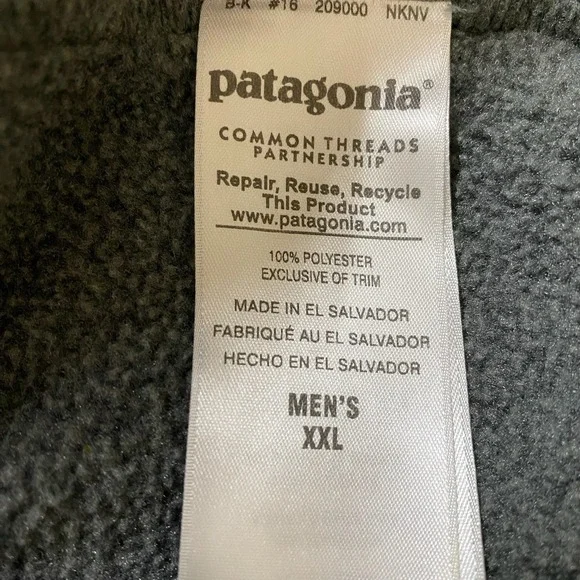 B-K #16 209000 NKNV
patagonia®
COMMON THREADS
PARTNERSHIP
Repair, Reuse, Recycle
This Product
www.patagonia.com
100% POLYESTER
EXCLUSIVE OF TRIM
MADE IN EL SALVADOR
FABRIQUÉ AU EL SALVADOR
HECHO EN EL SALVADOR
MEN'S
XXL